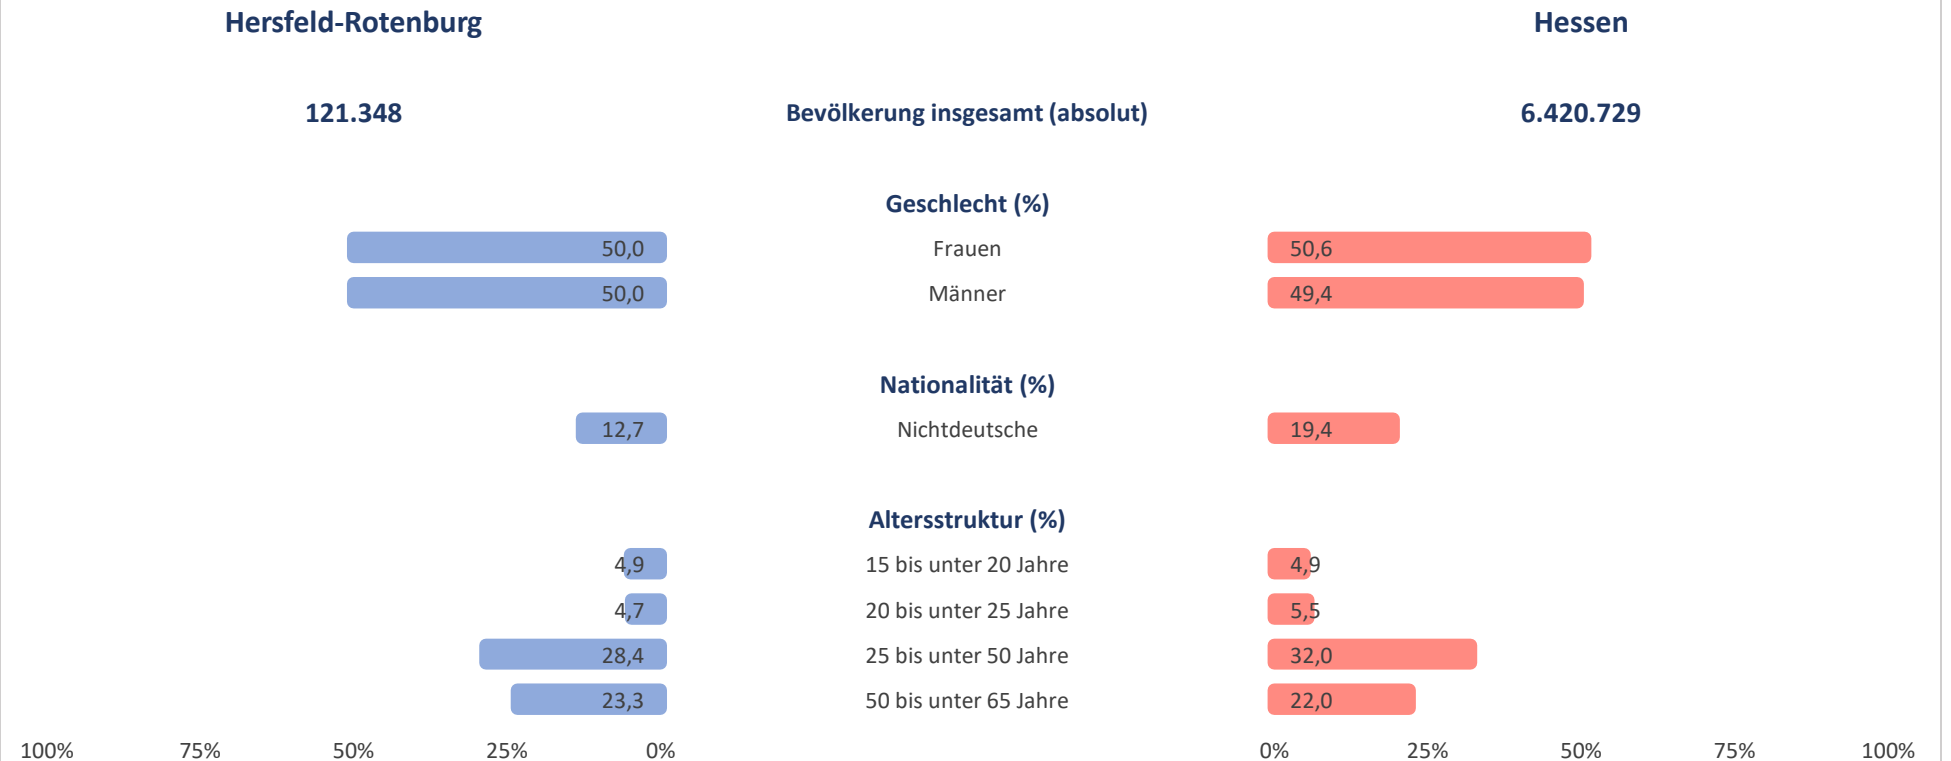 Hersfeld-Rotenburg Hessen
121.348 Bevölkerung insgesamt (absolut) 6.420.729
Geschlecht (%)
50,0 Frauen 50,6
50,0 Männer 49,4
Nationalität (%)
12,7 Nichtdeutsche 19,4
Altersstruktur (%)
4,9 15 bis unter 20 Jahre 4,9
4,7 20 bis unter 25 Jahre 5,5
28,4 25 bis unter 50 Jahre 32,0
23,3 50 bis unter 65 Jahre 22,0
100% 75% 50% 25% 0% 0% 25% 50% 75% 100%